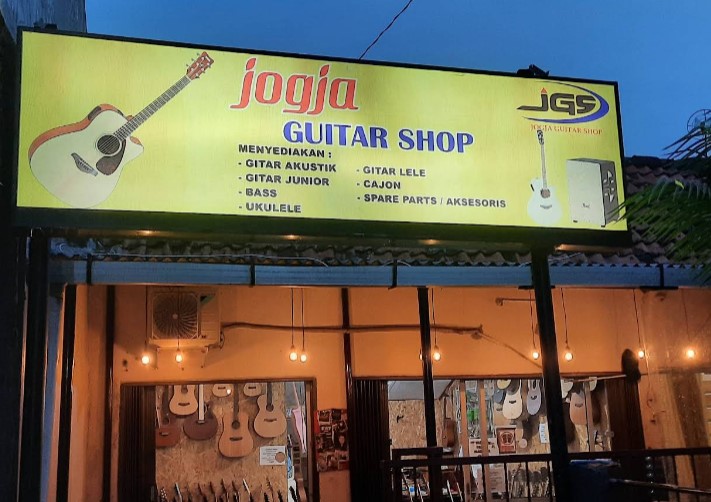 jogja
GUITAR SHOP
JGS
JOGJA GUITAR SHOP
MENYEDIAKAN :
- GITAR AKUSTIK
- GITAR JUNIOR
- BASS
- UKULELE
- GITAR LELE
- CAJON
- SPARE PARTS / AKSESORIS